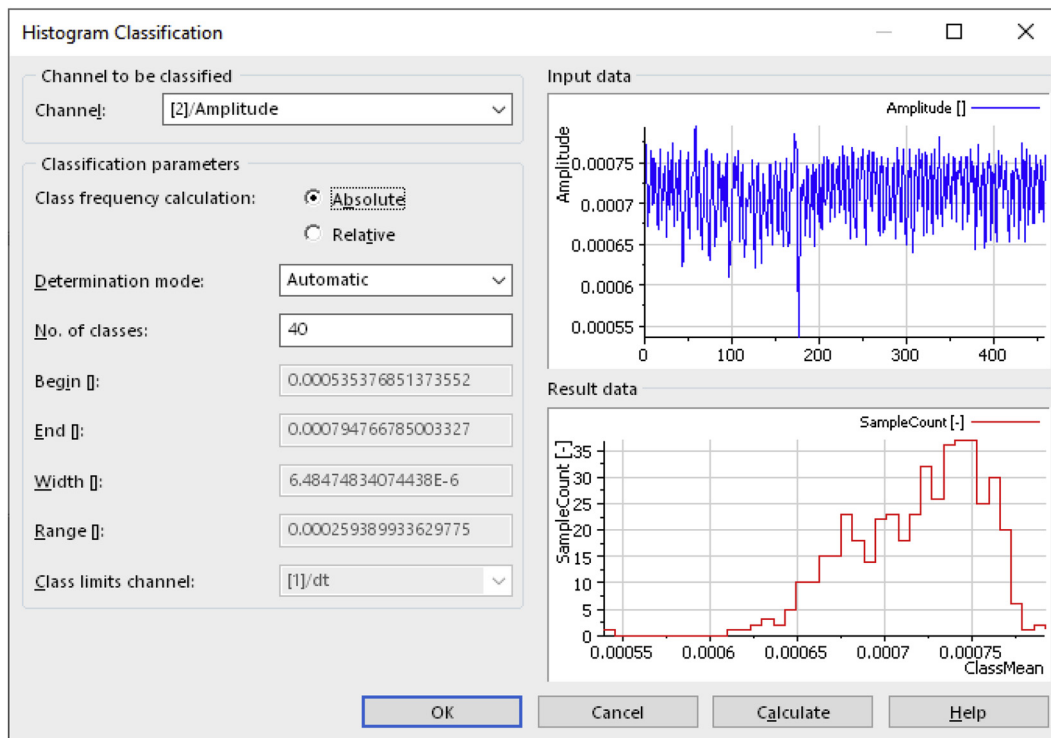 Histogram Classification
Channel to be classified
Channel:
[2]/Amplitude
Classification parameters
Class frequency calculation:
Absolute
Relative
Determination mode:
Automatic
No. of classes:
40
Begin []:
0.000535376851373552
End []:
0.000794766785003327
Width []:
6.48474834074438E-6
Range []:
0.000259389933629775
Class limits channel:
[1]/dt
Input data
Amplitude []
Amplitude
0.00075
0.0007
0.00065
0.0006
0.00055
0 100 200 300 400
Result data
SampleCount [-]
SampleCount [-]
35
30
25
20
15
10
5
0
0.00055 0.0006 0.00065 0.0007 0.00075
ClassMean
OK Cancel Calculate Help